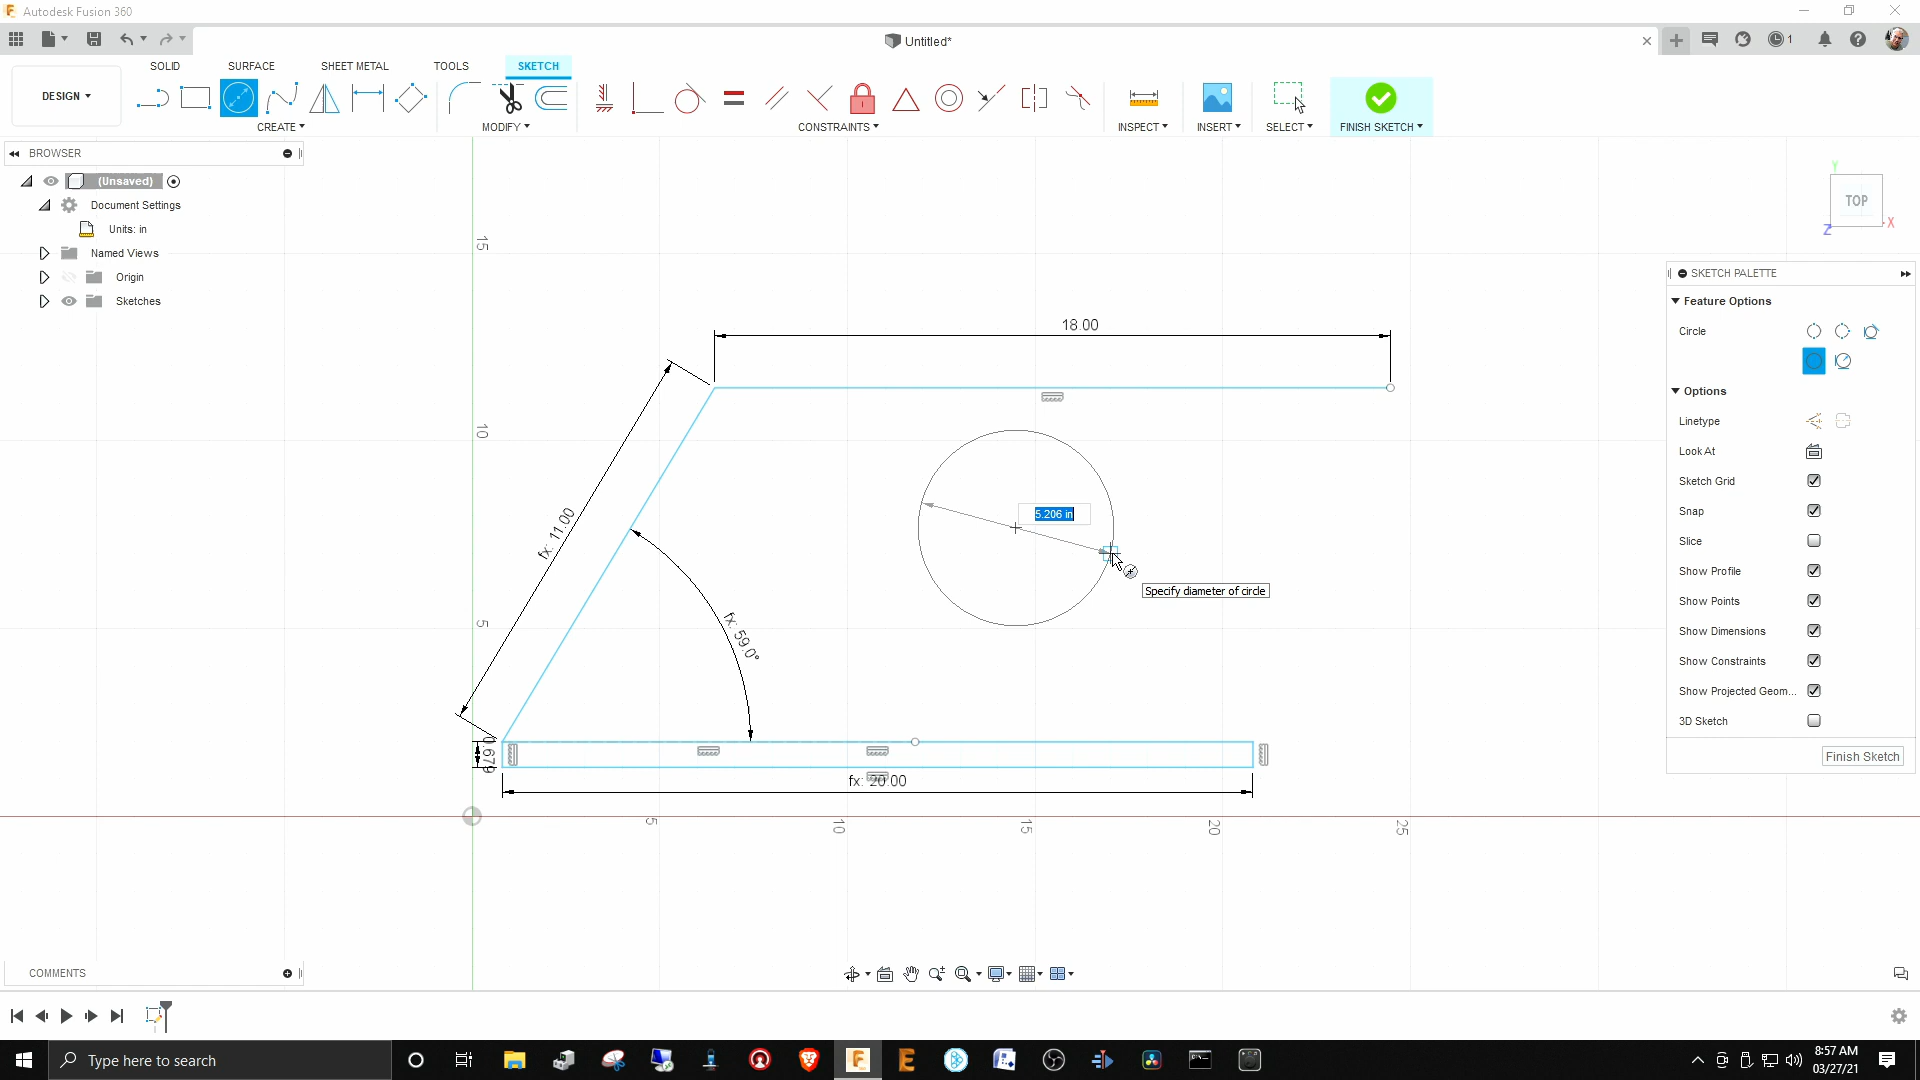 Autodesk Fusion 360
Untitled*
1
SOLID
SURFACE
SHEET METAL
TOOLS
SKETCH
DESIGN
CREATE
MODIFY
CONSTRAINTS
INSPECT
INSERT
SELECT
FINISH SKETCH
BROWSER
(Unsaved)
Document Settings
Units: in
Named Views
Origin
Sketches
15
10
5
18.00
fx: 11.00
fx: 59.0°
5.206 in
Specify diameter of circle
0.679
fx: 20.00
5
10
15
20
25
Y
TOP
X
Z
SKETCH PALETTE
Feature Options
Circle
Options
Linetype
Look At
Sketch Grid
Snap
Slice
Show Profile
Show Points
Show Dimensions
Show Constraints
Show Projected Geom...
3D Sketch
Finish Sketch
COMMENTS
Type here to search
8:57 AM
03/27/21